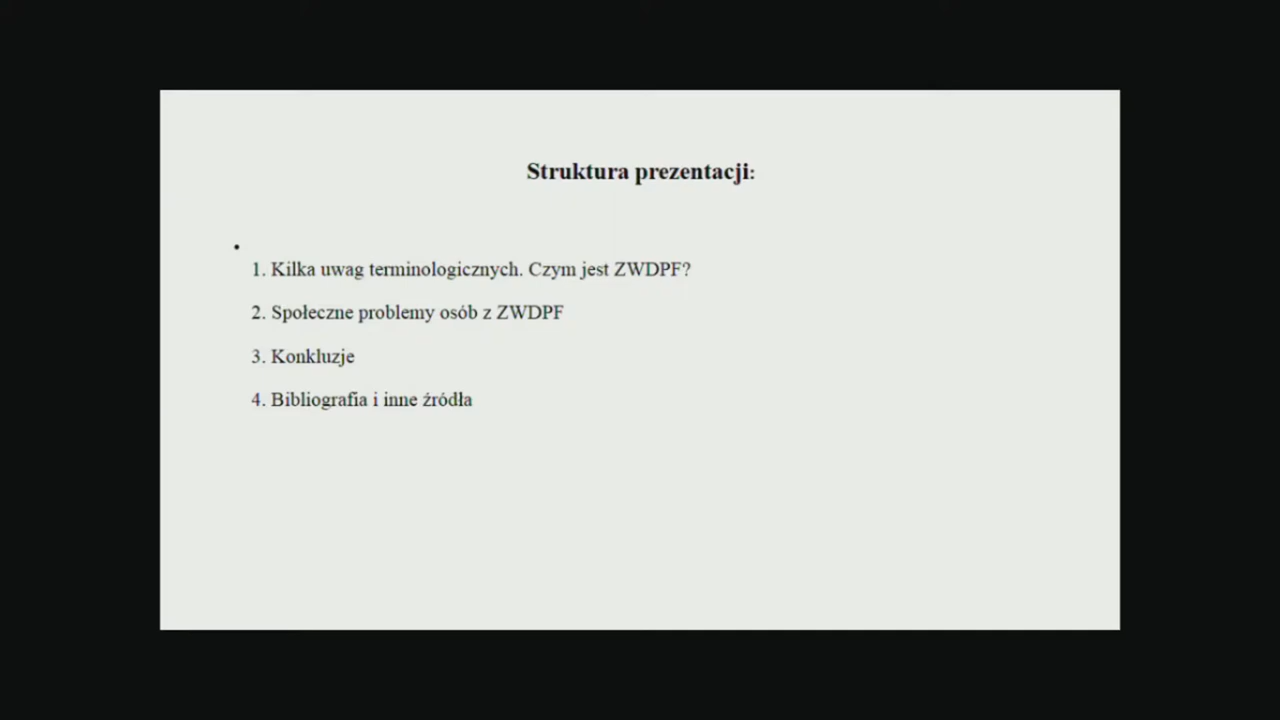 Struktura prezentacji:
•
1. Kilka uwag terminologicznych. Czym jest ZWDPF?
2. Społeczne problemy osób z ZWDPF
3. Konkluzje
4. Bibliografia i inne źródła